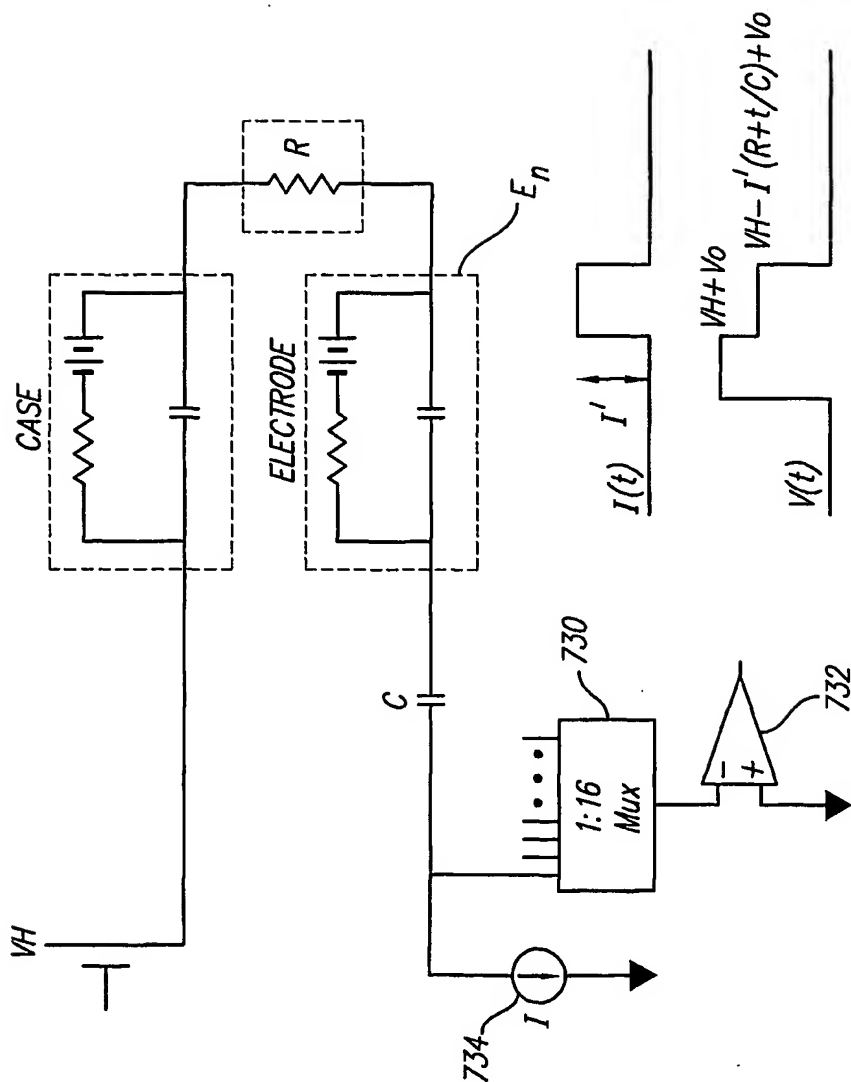 VH
CASE
R
ELECTRODE
En
C
730
1:16
Mux
732
734
I
I(t)
I'
VH+Vo
VH-I'(R+t/C)+Vo
V(t)
-
+